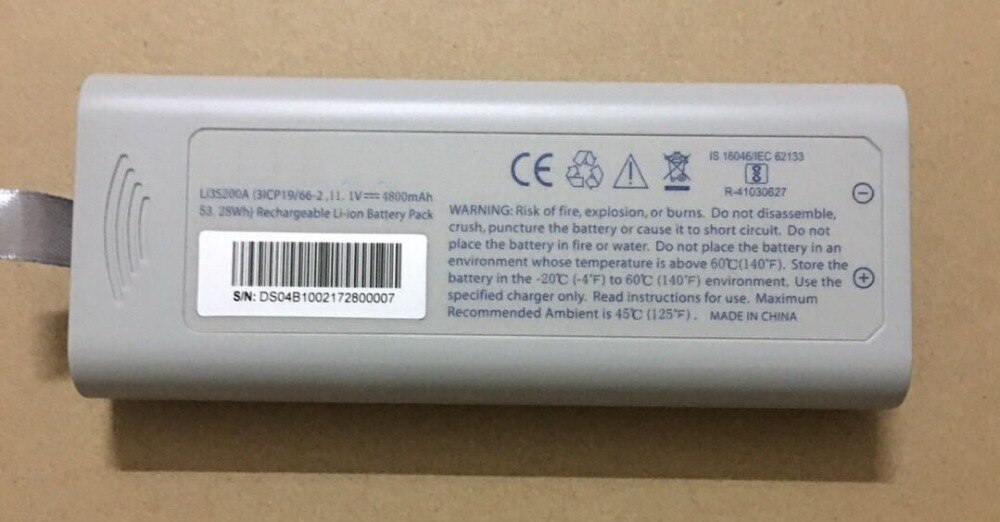 CE
IS 16046/IEC 62133
R-41030627
Li3S200A (3ICP19/66-2 ,11. 1V⎓ 4800mAh
53. 28Wh) Rechargeable Li-ion Battery Pack
S/N: DS04B1002172800007
WARNING: Risk of fire, explosion, or burns. Do not disassemble,
crush, puncture the battery or cause it to short circuit. Do not
place the battery in fire or water. Do not place the battery in an
environment whose temperature is above 60℃(140°F). Store the
battery in the -20℃ (-4°F) to 60℃ (140°F) environment. Use the
specified charger only. Read instructions for use. Maximum
Recommended Ambient is 45℃ (125°F). MADE IN CHINA